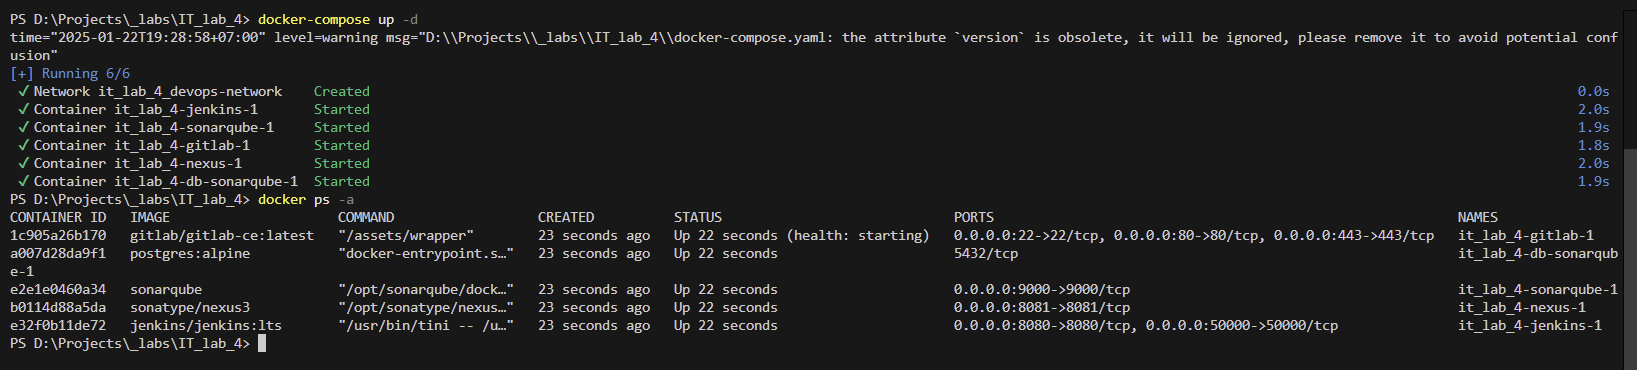 PS D:\Projects\_labs\IT_lab_4> docker-compose up -d
time="2025-01-22T19:28:58+07:00" level=warning msg="D:\\Projects\\_labs\\IT_lab_4\\docker-compose.yaml: the attribute `version` is obsolete, it will be ignored, please remove it to avoid potential conf
usion"
[+] Running 6/6
✓ Network it_lab_4_devops-network    Created    0.0s
✓ Container it_lab_4-jenkins-1       Started    2.0s
✓ Container it_lab_4-sonarqube-1     Started    1.9s
✓ Container it_lab_4-gitlab-1        Started    1.8s
✓ Container it_lab_4-nexus-1         Started    2.0s
✓ Container it_lab_4-db-sonarqube-1  Started    1.9s
PS D:\Projects\_labs\IT_lab_4> docker ps -a
CONTAINER ID   IMAGE                     COMMAND                  CREATED          STATUS                             PORTS                                                          NAMES
1c905a26b170   gitlab/gitlab-ce:latest   "/assets/wrapper"        23 seconds ago   Up 22 seconds (health: starting)   0.0.0.0:22->22/tcp, 0.0.0.0:80->80/tcp, 0.0.0.0:443->443/tcp   it_lab_4-gitlab-1
a007d28da9f1   postgres:alpine           "docker-entrypoint.s…"   23 seconds ago   Up 22 seconds                      5432/tcp                                                       it_lab_4-db-sonarqub
e-1
e2e1e0460a34   sonarqube                 "/opt/sonarqube/dock…"   23 seconds ago   Up 22 seconds                      0.0.0.0:9000->9000/tcp                                         it_lab_4-sonarqube-1
b0114d88a5da   sonatype/nexus3           "/opt/sonatype/nexus…"   23 seconds ago   Up 22 seconds                      0.0.0.0:8081->8081/tcp                                         it_lab_4-nexus-1
e32f0b11de72   jenkins/jenkins:lts       "/usr/bin/tini -- /u…"   23 seconds ago   Up 22 seconds                      0.0.0.0:8080->8080/tcp, 0.0.0.0:50000->50000/tcp               it_lab_4-jenkins-1
PS D:\Projects\_labs\IT_lab_4>